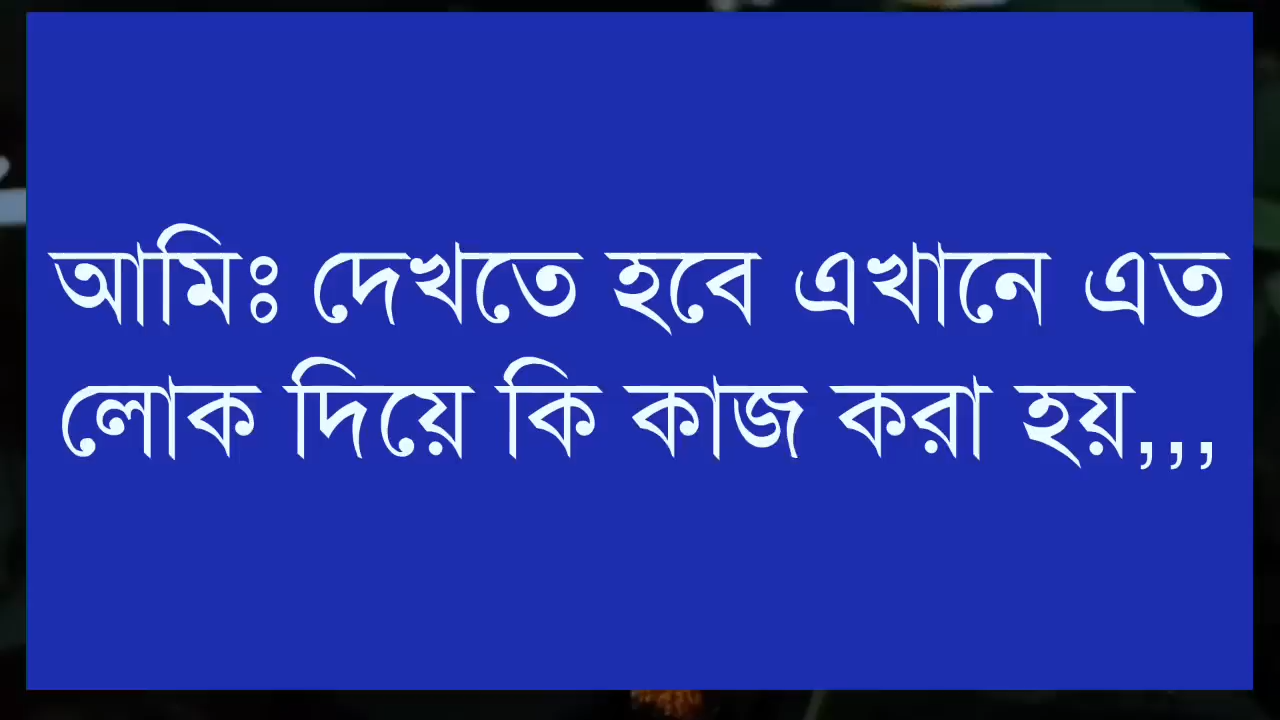 আমিঃ দেখতে হবে এখানে এত
লোক দিয়ে কি কাজ করা হয়,,,